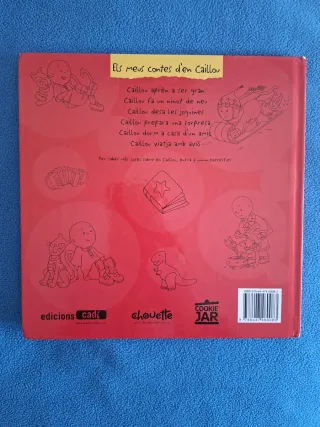 Els meus contes d'en Caillou
Caillou aprèn a ser gran
Caillou fa un ninot de neu
Caillou desa les joguines
Caillou prepara una sorpresa
Caillou dorm a casa d'un amic
Caillou viatja amb avió
edicions cadí
chouette
COOKIE
JAR